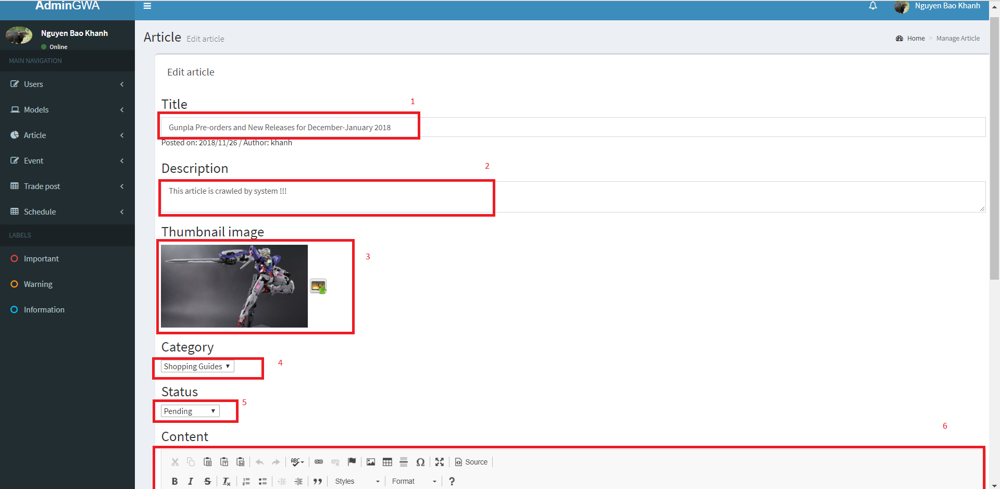 AdminGWA
Nguyen Bao Khanh
Nguyen Bao Khanh
Online
MAIN NAVIGATION
Users
Models
Article
Event
Trade post
Schedule
LABELS
Important
Warning
Information
Article Edit article
Home > Manage Article
Edit article
Title
1
Gunpla Pre-orders and New Releases for December-January 2018
Posted on: 2018/11/26 / Author: khanh
Description
2
This article is crawled by system !!!
Thumbnail image
3
Category
Shopping Guides
4
Status
Pending
5
Content
6
ABC
Source
B I S Tx
Styles Format ?